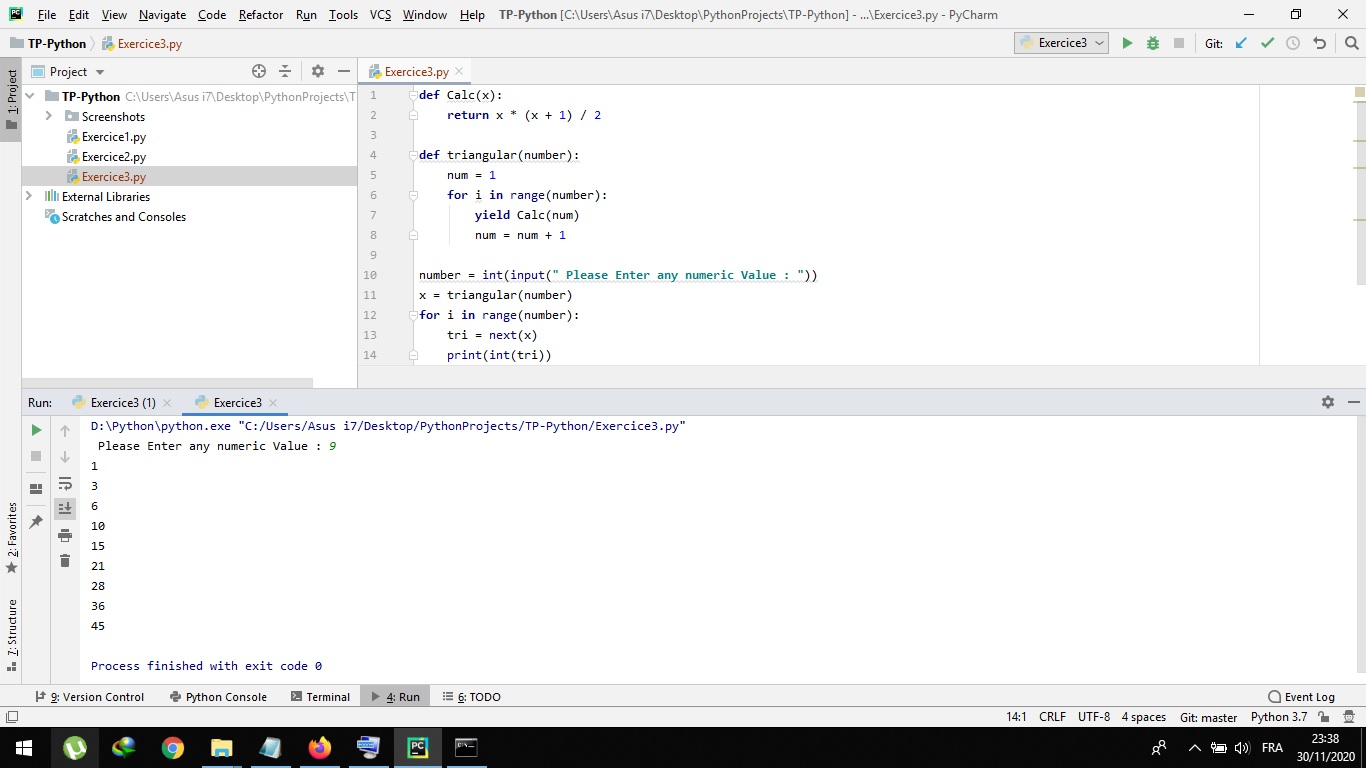 File Edit View Navigate Code Refactor Run Tools VCS Window Help TP-Python [C:\Users\Asus i7\Desktop\PythonProjects\TP-Python] - ...\Exercice3.py - PyCharm
TP-Python Exercice3.py Exercice3 Git:
1: Project
Project
TP-Python C:\Users\Asus i7\Desktop\PythonProjects\T
Screenshots
Exercice1.py
Exercice2.py
Exercice3.py
External Libraries
Scratches and Consoles
Exercice3.py
1 def Calc(x):
2 return x * (x + 1) / 2
3
4 def triangular(number):
5 num = 1
6 for i in range(number):
7 yield Calc(num)
8 num = num + 1
9
10 number = int(input(" Please Enter any numeric Value : "))
11 x = triangular(number)
12 for i in range(number):
13 tri = next(x)
14 print(int(tri))
Run: Exercice3 (1) Exercice3
D:\Python\python.exe "C:/Users/Asus i7/Desktop/PythonProjects/TP-Python/Exercice3.py"
Please Enter any numeric Value : 9
1
3
6
10
15
21
28
36
45
Process finished with exit code 0
2: Favorites
7: Structure
9: Version Control Python Console Terminal 4: Run 6: TODO Event Log
14:1 CRLF UTF-8 4 spaces Git: master Python 3.7
PC
FRA
23:38
30/11/2020